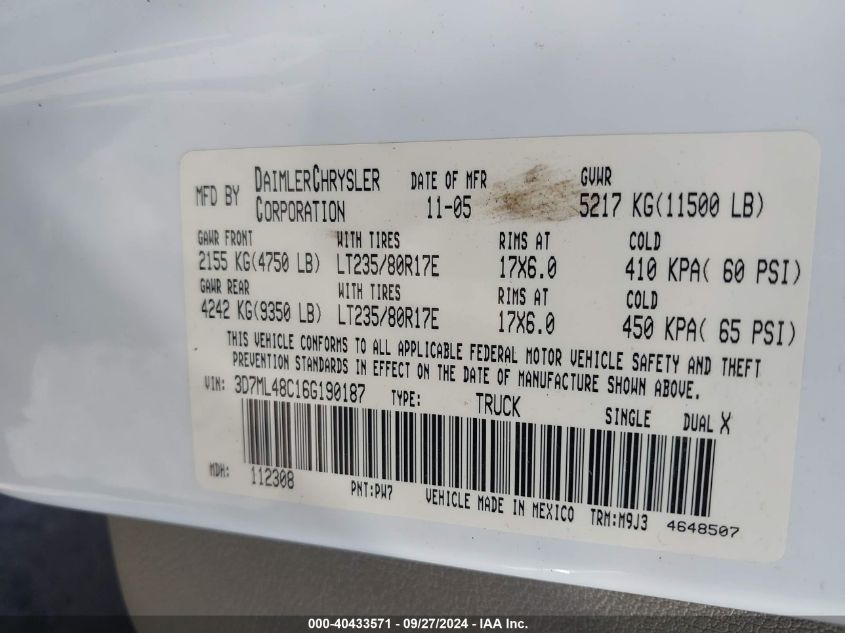 MFD BY DAIMLERCHRYSLER CORPORATION DATE OF MFR 11-05 GVWR 5217 KG(11500 LB)
GAWR FRONT WITH TIRES RIMS AT COLD
2155 KG(4750 LB) LT235/80R17E 17X6.0 410 KPA( 60 PSI)
GAWR REAR WITH TIRES RIMS AT COLD
4242 KG(9350 LB) LT235/80R17E 17X6.0 450 KPA( 65 PSI)
THIS VEHICLE CONFORMS TO ALL APPLICABLE FEDERAL MOTOR VEHICLE SAFETY AND THEFT
PREVENTION STANDARDS IN EFFECT ON THE DATE OF MANUFACTURE SHOWN ABOVE.
VIN: 3D7ML48C16G190187 TYPE: TRUCK SINGLE DUAL X
MDH: 112308 PNT:PW7 VEHICLE MADE IN MEXICO TRM:M9J3 4648507
000-40433571 - 09/27/2024 - IAA Inc.